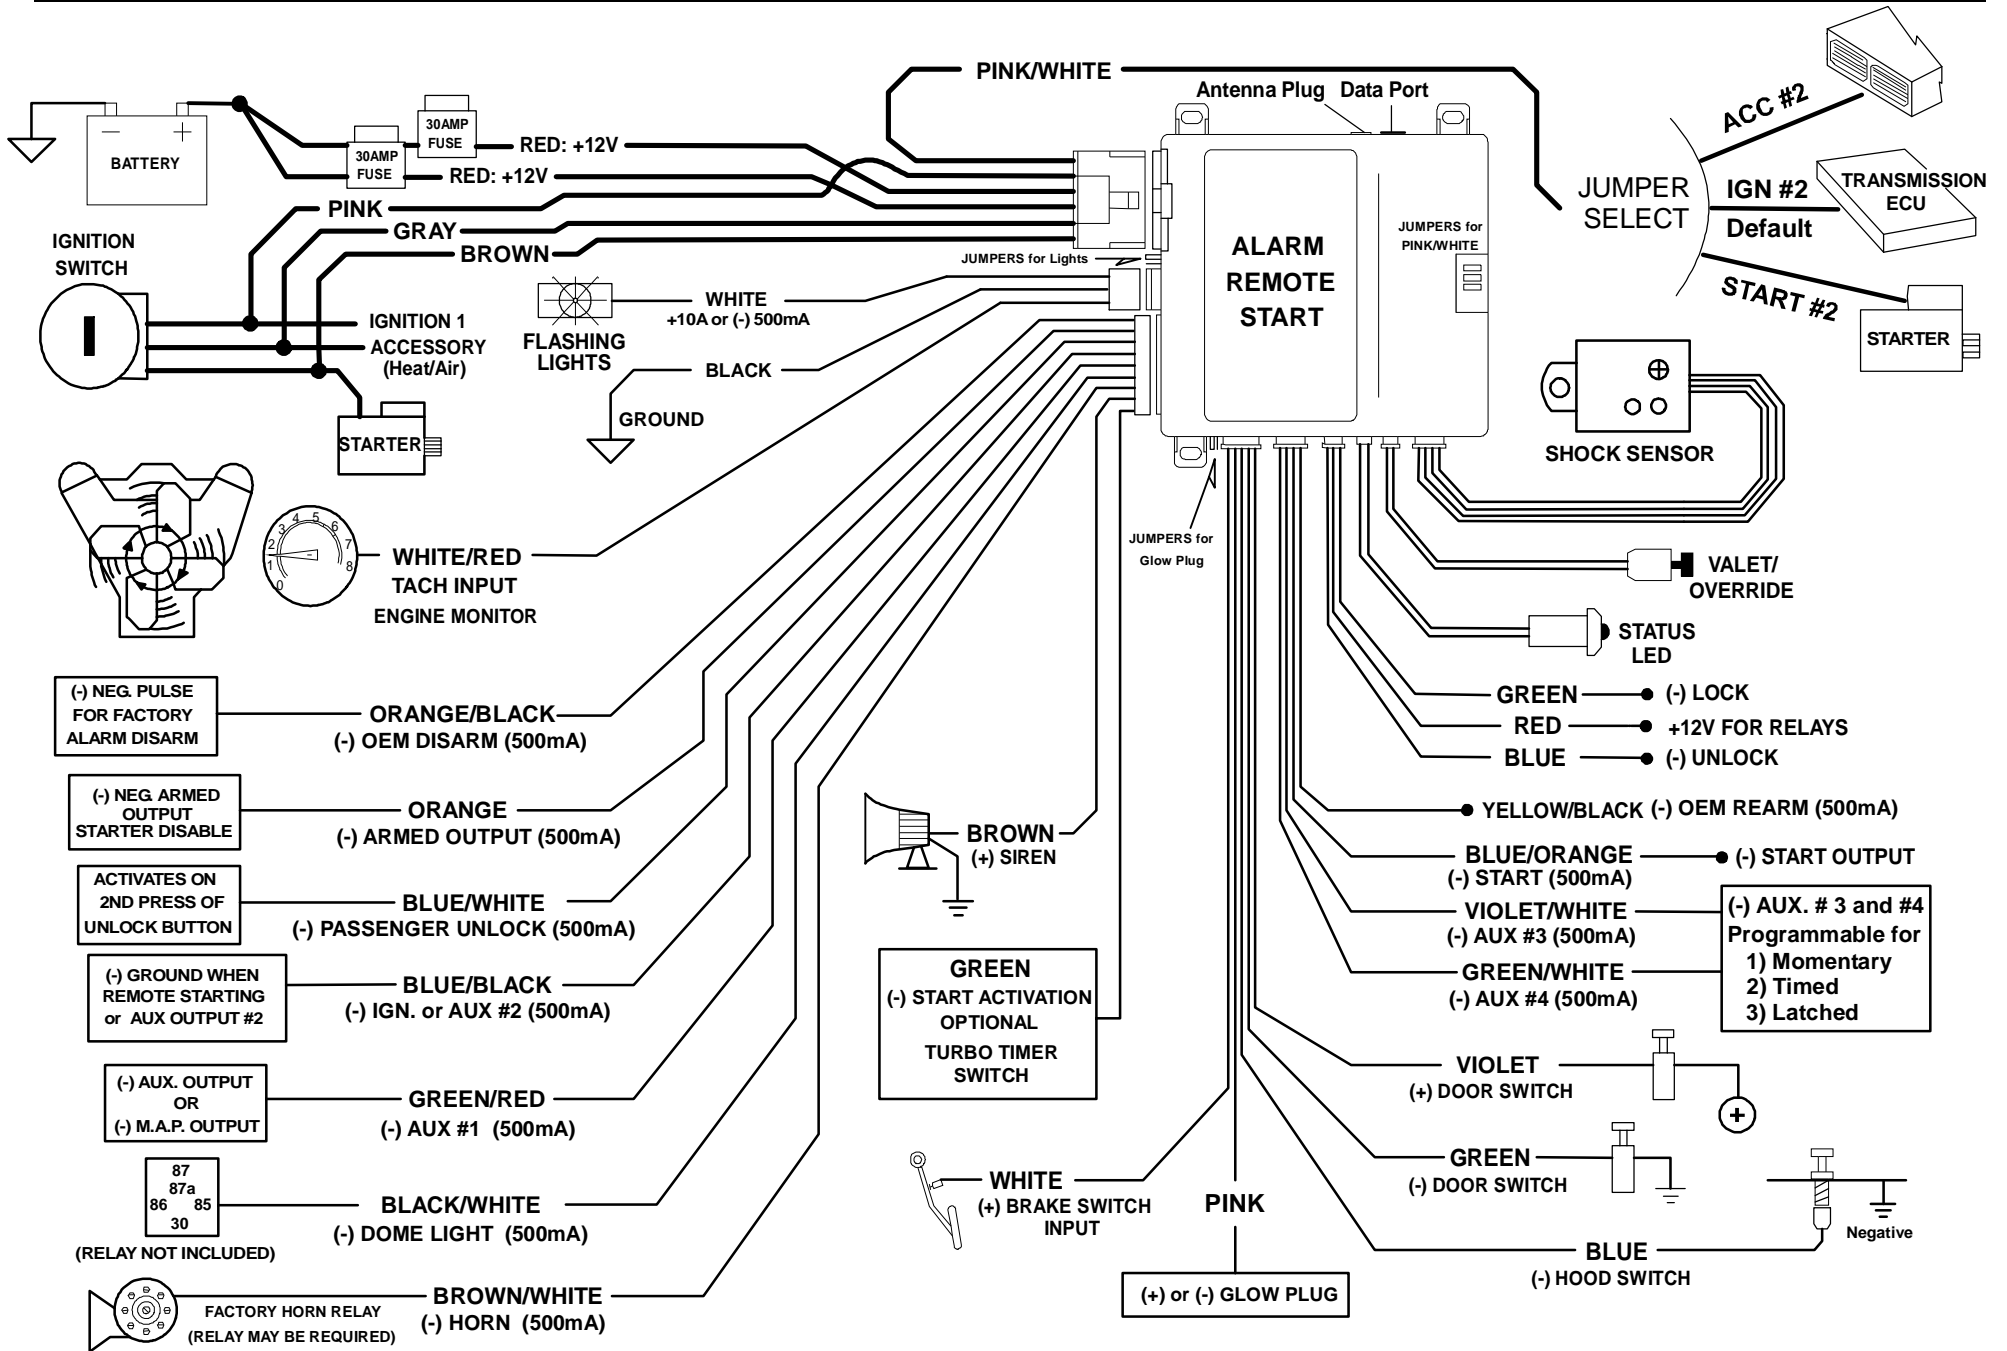 PINK/WHITE
Antenna Plug Data Port
ACC #2
30AMP
FUSE
30AMP
FUSE
RED: +12V
RED: +12V
– +
BATTERY
PINK
GRAY
BROWN
IGNITION
SWITCH
IGNITION 1
ACCESSORY
(Heat/Air)
STARTER
JUMPERS for Lights
ALARM
REMOTE
START
JUMPERS for
PINK/WHITE
JUMPER
SELECT
IGN #2
Default
TRANSMISSION
ECU
START #2
STARTER
WHITE
+10A or (-) 500mA
FLASHING
LIGHTS
BLACK
GROUND
SHOCK SENSOR
0 1 2 3 4 5 6 7 8
WHITE/RED
TACH INPUT
ENGINE MONITOR
JUMPERS for
Glow Plug
VALET/
OVERRIDE
STATUS
LED
GREEN (-) LOCK
RED +12V FOR RELAYS
BLUE (-) UNLOCK
YELLOW/BLACK (-) OEM REARM (500mA)
BLUE/ORANGE (-) START OUTPUT
(-) START (500mA)
VIOLET/WHITE
(-) AUX #3 (500mA)
GREEN/WHITE
(-) AUX #4 (500mA)
(-) AUX. # 3 and #4
Programmable for
1) Momentary
2) Timed
3) Latched
(-) NEG. PULSE
FOR FACTORY
ALARM DISARM
ORANGE/BLACK
(-) OEM DISARM (500mA)
(-) NEG. ARMED
OUTPUT
STARTER DISABLE
ORANGE
(-) ARMED OUTPUT (500mA)
ACTIVATES ON
2ND PRESS OF
UNLOCK BUTTON
BLUE/WHITE
(-) PASSENGER UNLOCK (500mA)
(-) GROUND WHEN
REMOTE STARTING
or AUX OUTPUT #2
BLUE/BLACK
(-) IGN. or AUX #2 (500mA)
(-) AUX. OUTPUT
OR
(-) M.A.P. OUTPUT
GREEN/RED
(-) AUX #1 (500mA)
87
87a
86 85
30
(RELAY NOT INCLUDED)
BLACK/WHITE
(-) DOME LIGHT (500mA)
FACTORY HORN RELAY
(RELAY MAY BE REQUIRED)
BROWN/WHITE
(-) HORN (500mA)
BROWN
(+) SIREN
GREEN
(-) START ACTIVATION
OPTIONAL
TURBO TIMER
SWITCH
WHITE
(+) BRAKE SWITCH
INPUT
PINK
(+) or (-) GLOW PLUG
VIOLET
(+) DOOR SWITCH
+
GREEN
(-) DOOR SWITCH
BLUE
(-) HOOD SWITCH
Negative